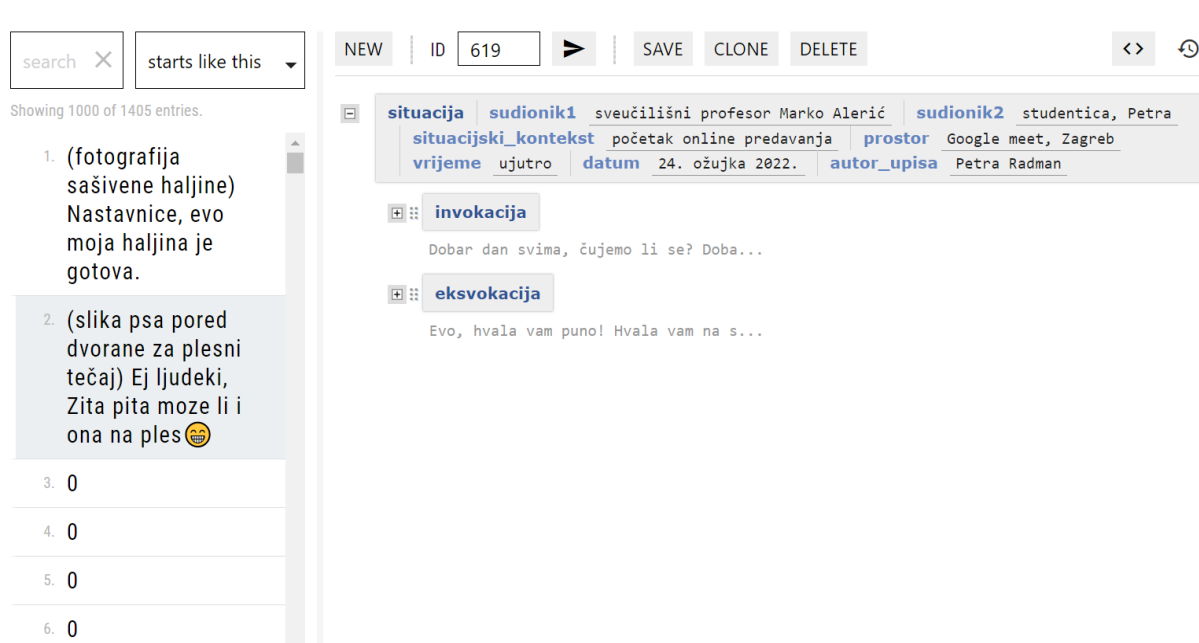 search
starts like this
Showing 1000 of 1405 entries.
1. (fotografija
sašivene haljine)
Nastavnice, evo
moja haljina je
gotova.
2. (slika psa pored
dvorane za plesni
tečaj) Ej ljudeki,
Zita pita moze li i
ona na ples😁
3. 0
4. 0
5. 0
6. 0
NEW ID 619 SAVE CLONE DELETE <>
situacija sudionik1 sveučilišni profesor Marko Alerić sudionik2 studentica, Petra
situacijski_kontekst početak online predavanja prostor Google meet, Zagreb
vrijeme ujutro datum 24. ožujka 2022. autor_upisa Petra Radman
invokacija
Dobar dan svima, čujemo li se? Doba...
eksvokacija
Evo, hvala vam puno! Hvala vam na s...